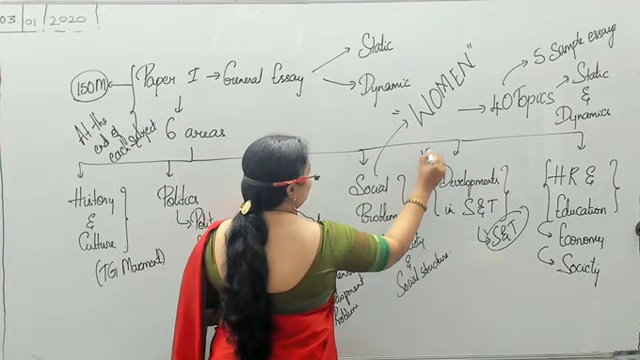 03. 01 2020
5 Sample essay
Static
150M
Paper I → General Essay
Dynamic
"WOMEN"
40 Topics
Static
&
Dynamics
At the
end of
each subject
6 areas
History
&
Culture
(TG Movement)
Politics
Social
Problem
Social structure.
Developments
in S&T
S&T
HR &
Education
Economy
Society